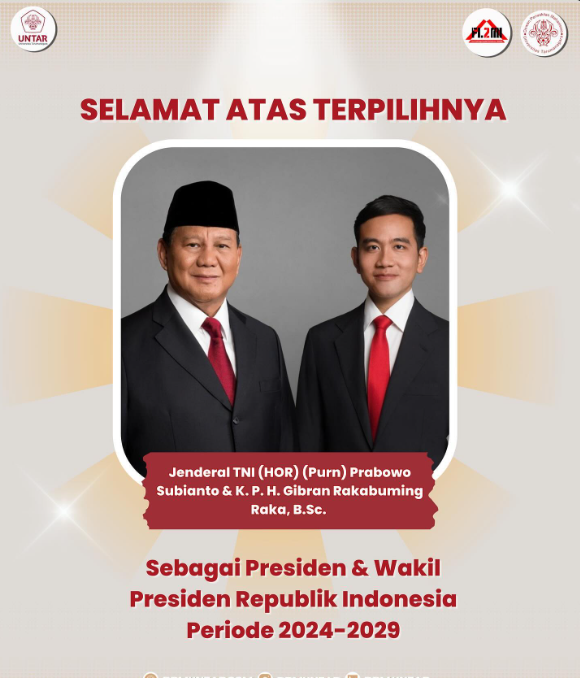 UNTAR
SELAMAT ATAS TERPILIHNYA
Jenderal TNI (HOR) (Purn) Prabowo
Subianto & K. P. H. Gibran Rakabuming
Raka, B.Sc.
Sebagai Presiden & Wakil
Presiden Republik Indonesia
Periode 2024-2029